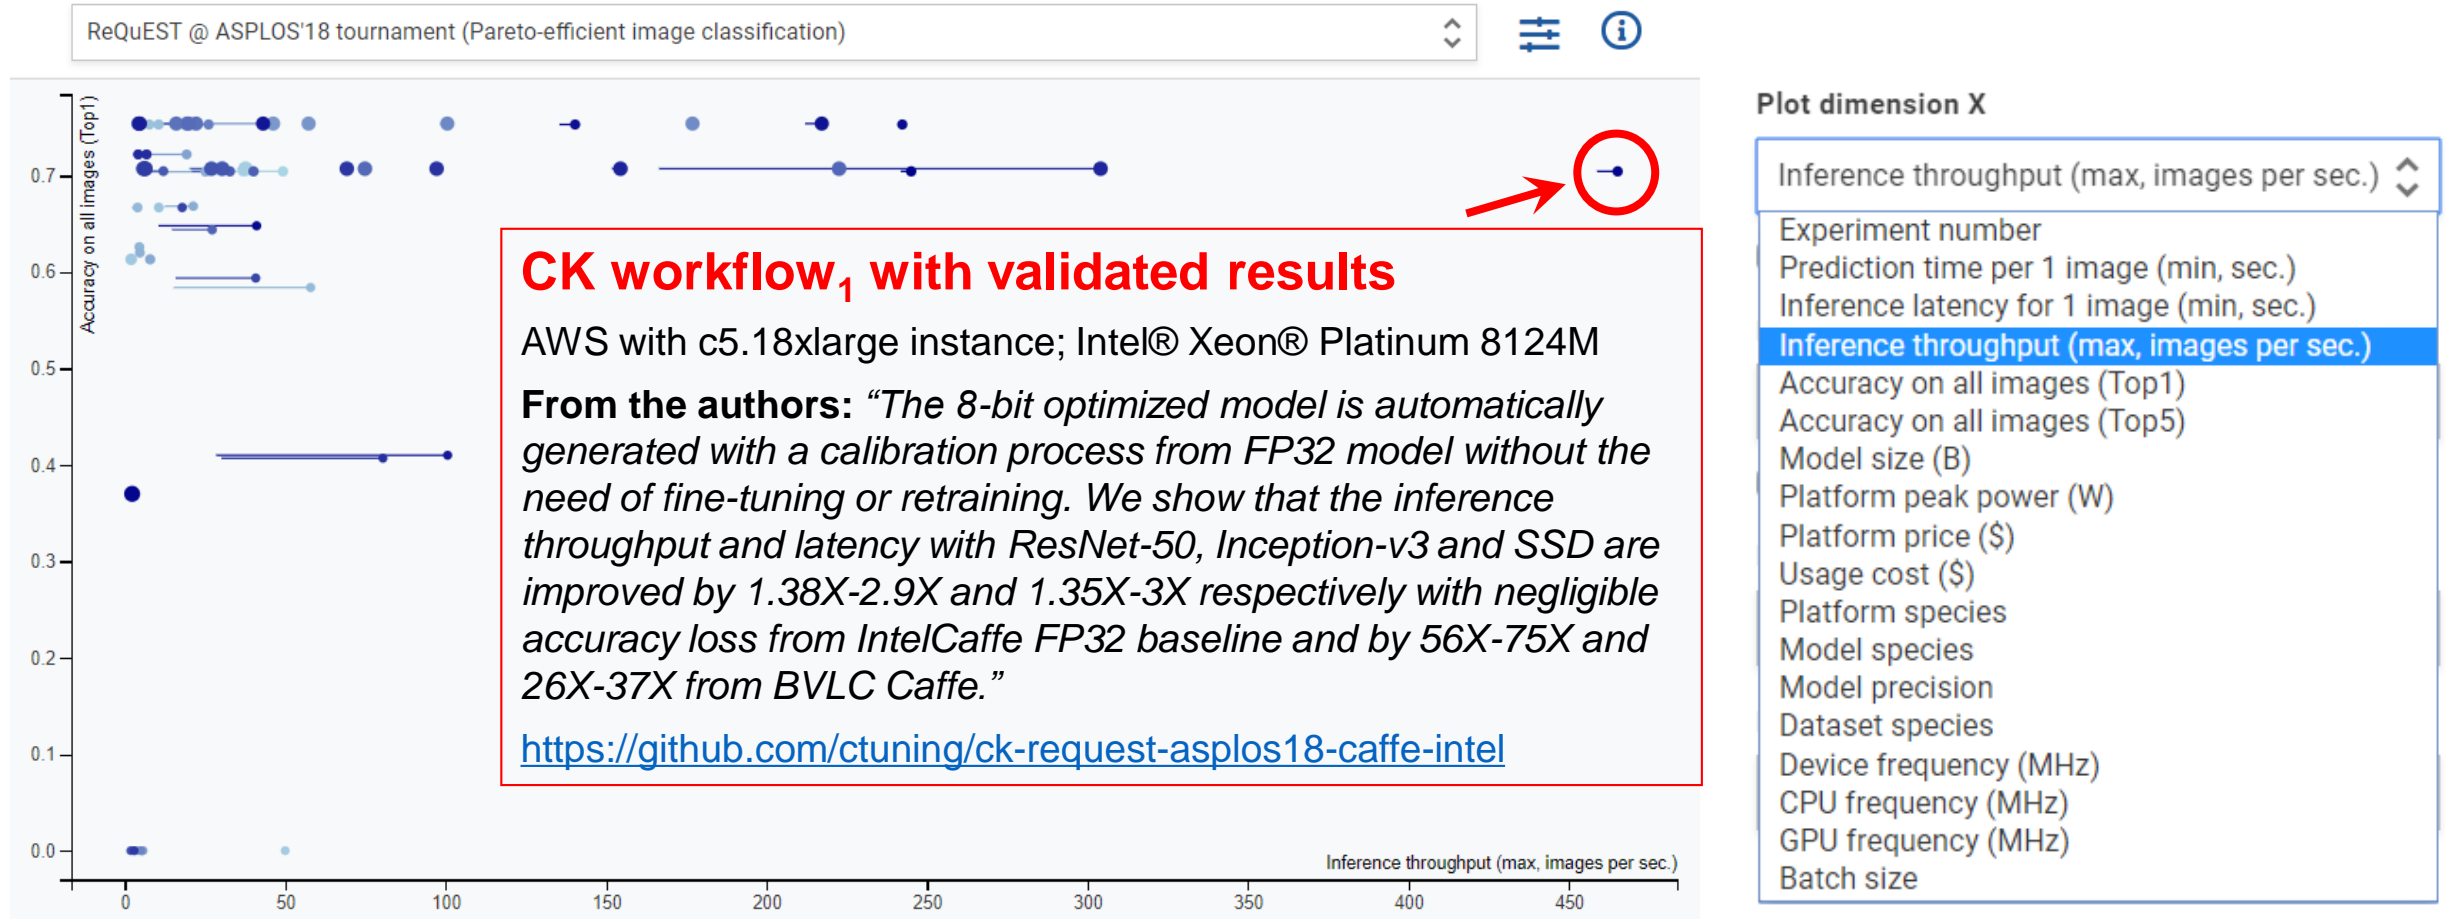 ReQuEST @ ASPLOS'18 tournament (Pareto-efficient image classification)
Accuracy on all images (Top1)
0.7
0.6
0.5
0.4
0.3
0.2
0.1
0.0
CK workflow1 with validated results
AWS with c5.18xlarge instance; Intel® Xeon® Platinum 8124M
From the authors: “The 8-bit optimized model is automatically
generated with a calibration process from FP32 model without the
need of fine-tuning or retraining. We show that the inference
throughput and latency with ResNet-50, Inception-v3 and SSD are
improved by 1.38X-2.9X and 1.35X-3X respectively with negligible
accuracy loss from IntelCaffe FP32 baseline and by 56X-75X and
26X-37X from BVLC Caffe.”
https://github.com/ctuning/ck-request-asplos18-caffe-intel
Inference throughput (max, images per sec.)
0 50 100 150 200 250 300 350 400 450
Plot dimension X
Inference throughput (max, images per sec.)
Experiment number
Prediction time per 1 image (min, sec.)
Inference latency for 1 image (min, sec.)
Inference throughput (max, images per sec.)
Accuracy on all images (Top1)
Accuracy on all images (Top5)
Model size (B)
Platform peak power (W)
Platform price ($)
Usage cost ($)
Platform species
Model species
Model precision
Dataset species
Device frequency (MHz)
CPU frequency (MHz)
GPU frequency (MHz)
Batch size